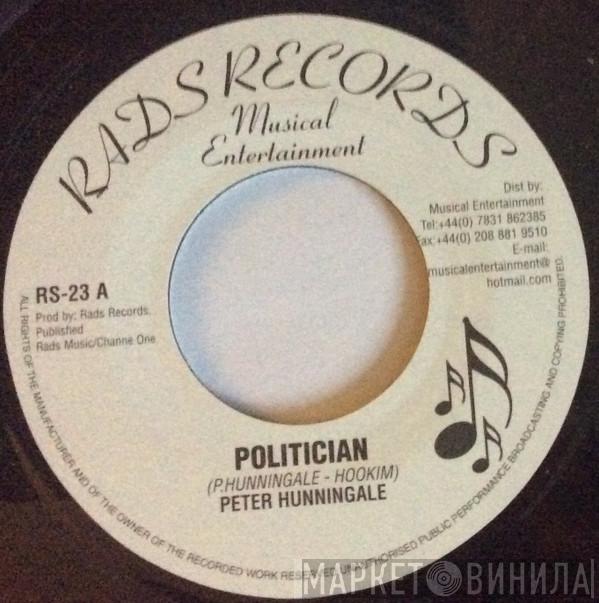 RADS RECORDS
Musical
Entertainment
Dist by:
Musical Entertainment
Tel:+44(0) 7831 862385
Fax:+44(0) 208 881 9510
E-mail:
musicalentertainment@
hotmail.com
RS-23 A
Prod by: Rads Records.
Published
Rads Music/Channe One
POLITICIAN
(P.HUNNINGALE - HOOKIM)
PETER HUNNINGALE
ALL RIGHTS OF THE MANUFACTURER AND OF THE OWNER OF THE RECORDED WORK RESERVED.UNAUTHORISED PUBLIC PERFORMANCE BROADCASTING AND COPYING PROHIBITED.
МАРКЕТ ВИНИЛА